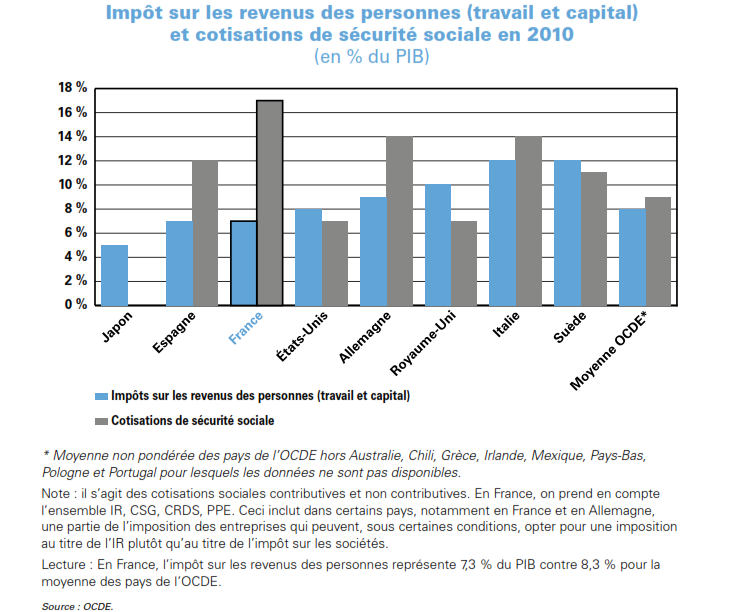 Impôt sur les revenus des personnes (travail et capital)
et cotisations de sécurité sociale en 2010
(en % du PIB)
18 %
16 %
14 %
12 %
10 %
8 %
6 %
4 %
2 %
0 %
Japon
Espagne
France
États-Unis
Allemagne
Royaume-Uni
Italie
Suède
Moyenne OCDE*
Impôts sur les revenus des personnes (travail et capital)
Cotisations de sécurité sociale
* Moyenne non pondérée des pays de l'OCDE hors Australie, Chili, Grèce, Irlande, Mexique, Pays-Bas,
Pologne et Portugal pour lesquels les données ne sont pas disponibles.
Note : il s'agit des cotisations sociales contributives et non contributives. En France, on prend en compte
l'ensemble IR, CSG, CRDS, PPE. Ceci inclut dans certains pays, notamment en France et en Allemagne,
une partie de l'imposition des entreprises qui peuvent, sous certaines conditions, opter pour une imposition
au titre de l'IR plutôt qu'au titre de l'impôt sur les sociétés.
Lecture : En France, l'impôt sur les revenus des personnes représente 7,3 % du PIB contre 8,3 % pour la
moyenne des pays de l'OCDE.
Source : OCDE.